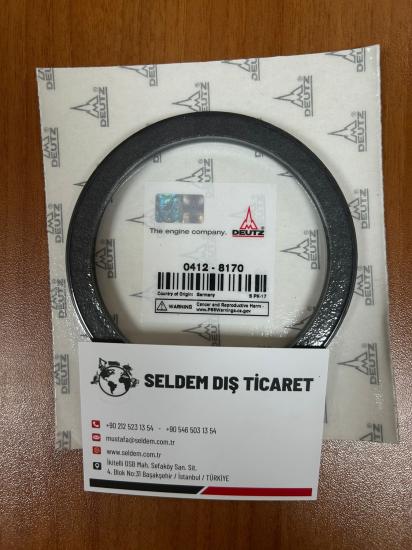 DEUTZ
The engine company.
DEUTZ
0412 - 8170
Country of Origin: Germany
WARNING
Cancer and Reproductive Harm -
www.P65Warnings.ca.gov
SELDEM DIŞ TİCARET
+90 212 523 13 54 - +90 546 503 13 54
mustafa@seldem.com.tr
www.seldem.com.tr
İkitelli OSB Mah. Sefaköy San. Sit.
4. Blok No:31 Başakşehir / İstanbul / TÜRKİYE